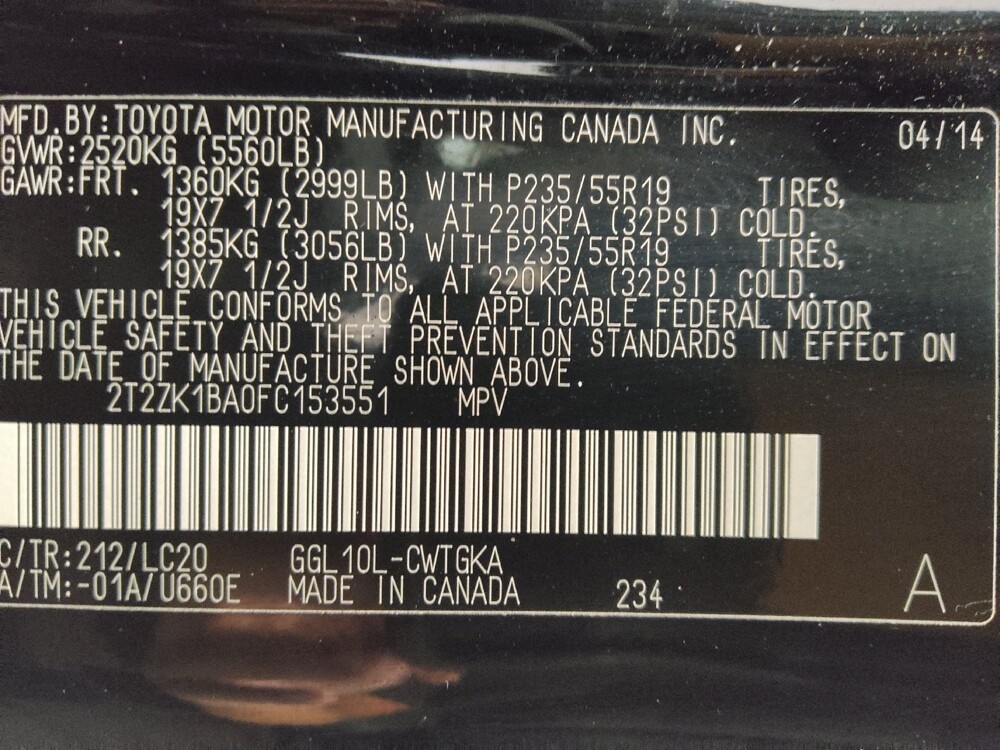 MFD.BY:TOYOTA MOTOR MANUFACTURING CANADA INC. 04/14
GVWR:2520KG (5560LB)
GAWR:FRT. 1360KG (2999LB) WITH P235/55R19 TIRES,
19X7 1/2J RIMS, AT 220KPA (32PSI) COLD.
RR. 1385KG (3056LB) WITH P235/55R19 TIRES,
19X7 1/2J RIMS, AT 220KPA (32PSI) COLD.
THIS VEHICLE CONFORMS TO ALL APPLICABLE FEDERAL MOTOR
VEHICLE SAFETY AND THEFT PREVENTION STANDARDS IN EFFECT ON
THE DATE OF MANUFACTURE SHOWN ABOVE.
2T2ZK1BA0FC153551 MPV
C/TR:212/LC20 GGL10L-CWTGKA
A/TM:-01A/U660E MADE IN CANADA 234 A